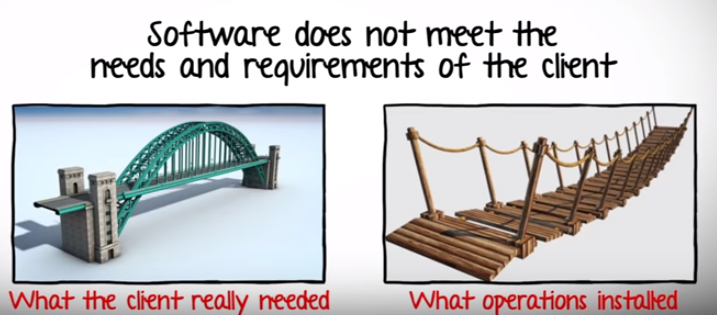 Software does not meet the
needs and requirements of the client
What the client really needed
What operations installed